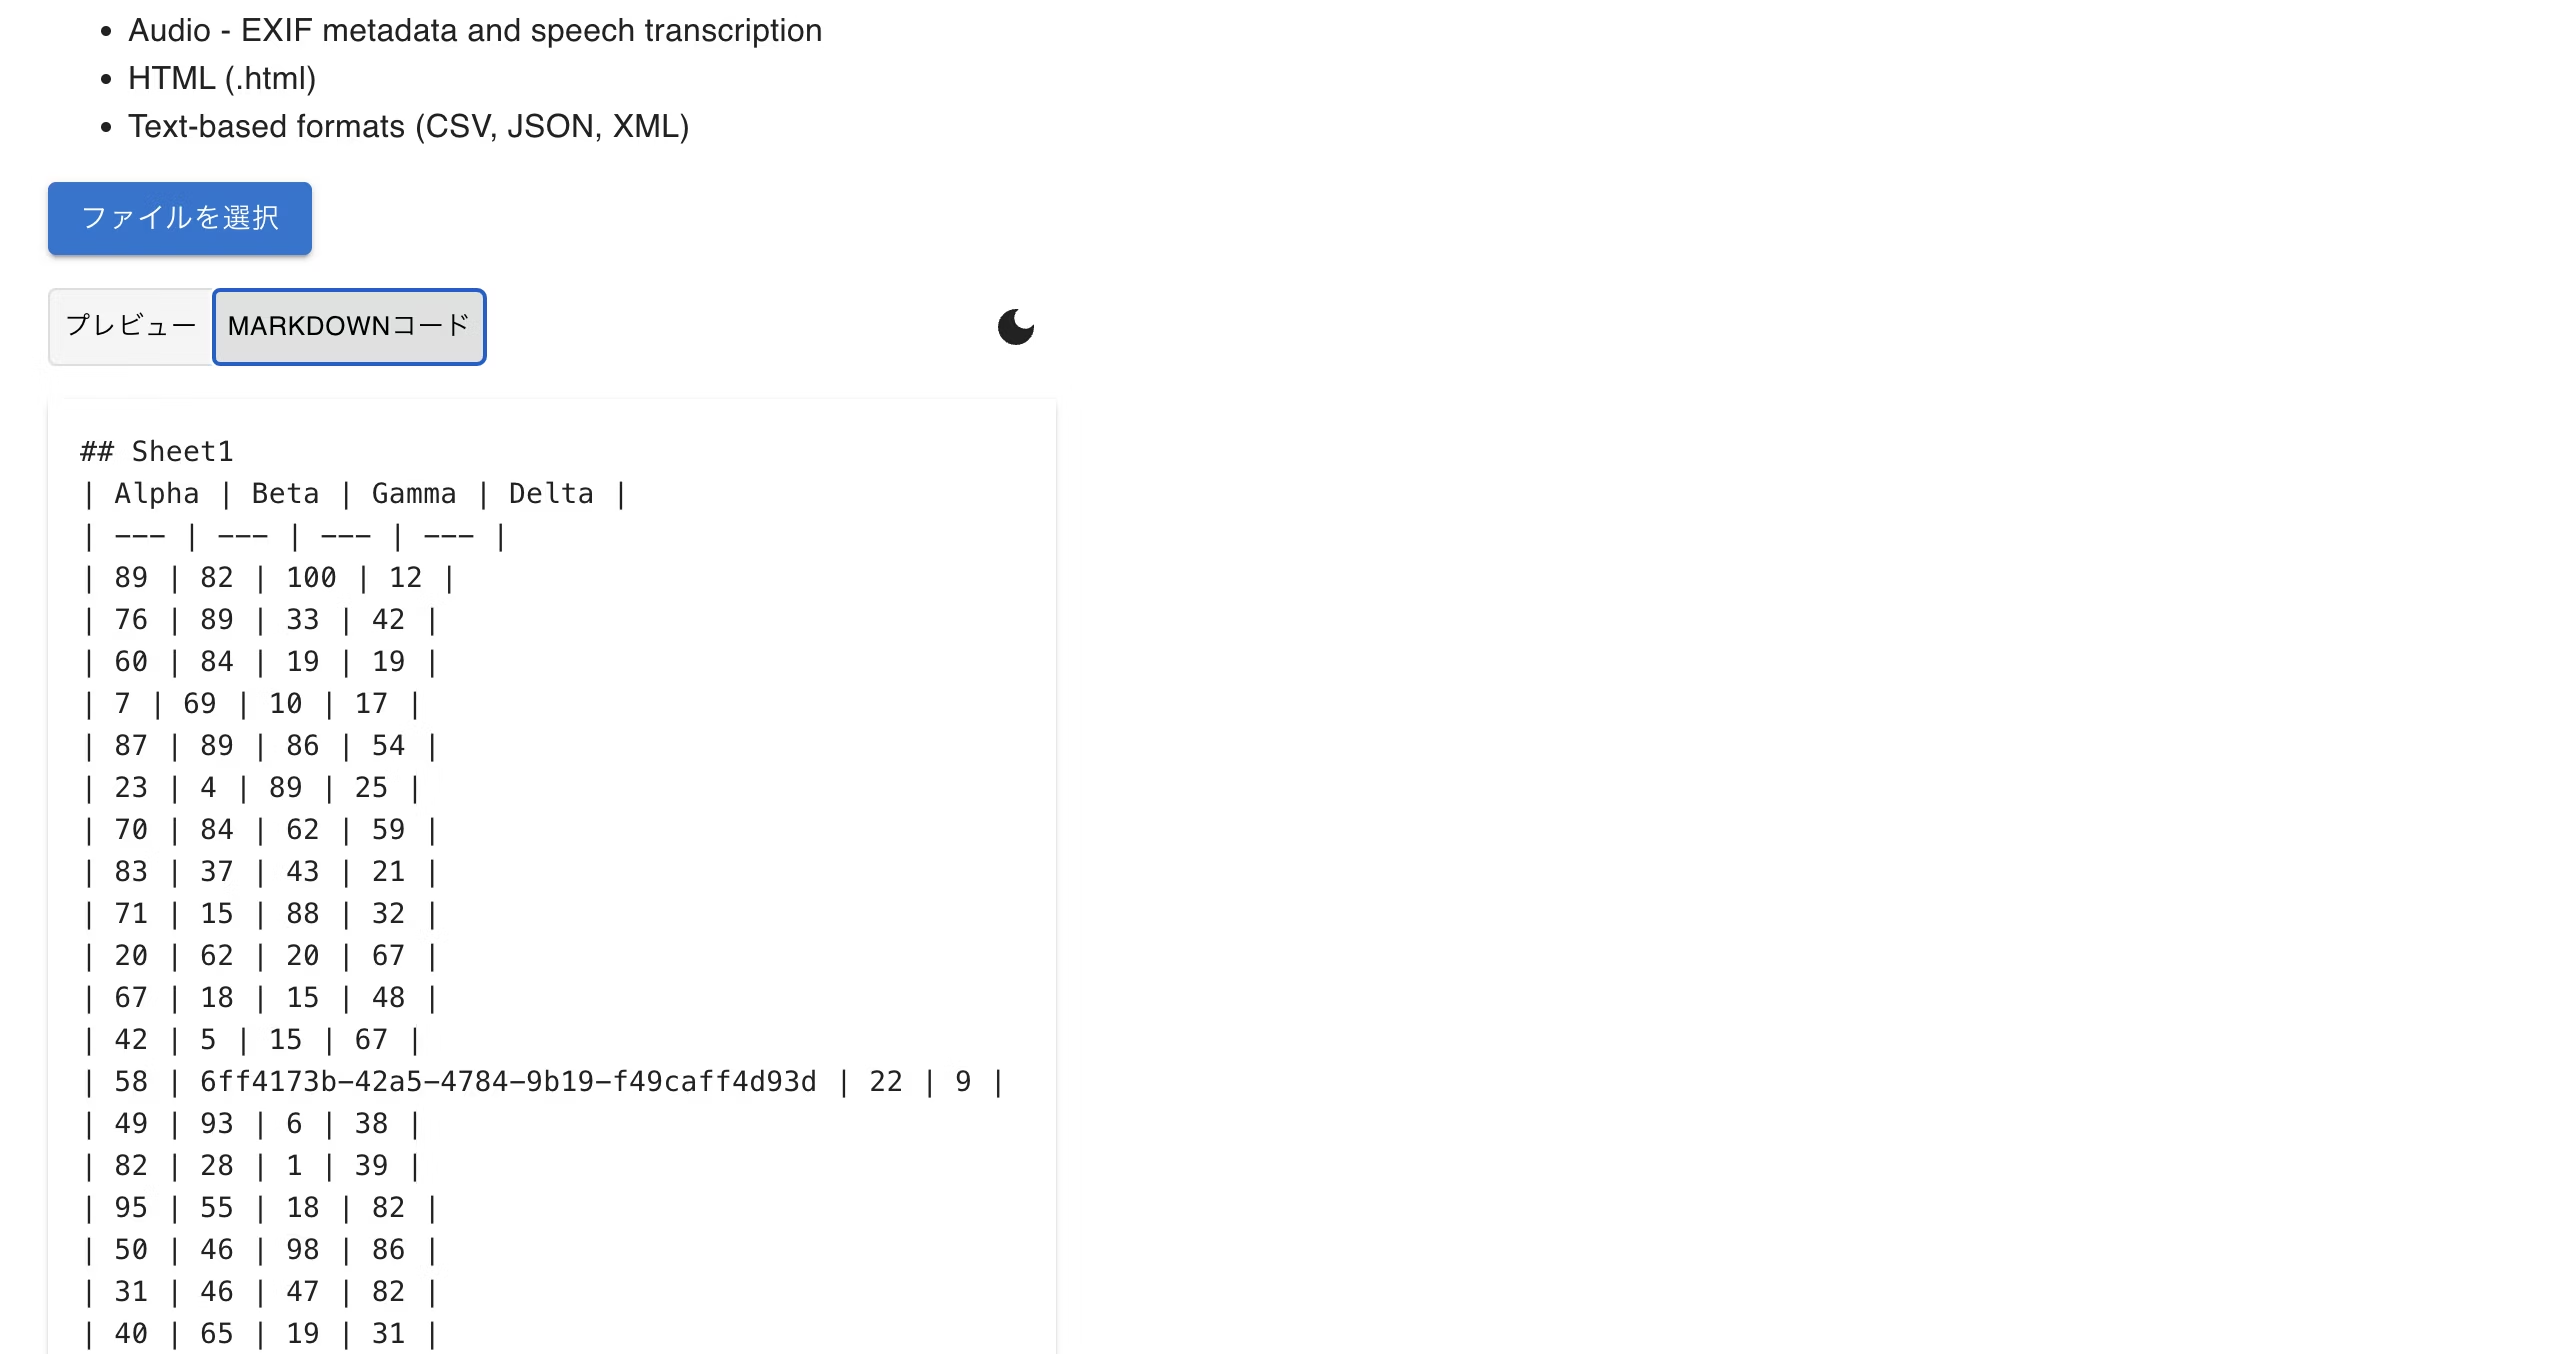 Audio - EXIF metadata and speech transcription
HTML (.html)
Text-based formats (CSV, JSON, XML)
ファイルを選択
プレビュー MARKDOWNコード
## Sheet1
| Alpha | Beta | Gamma | Delta |
| --- | --- | --- | --- |
| 89 | 82 | 100 | 12 |
| 76 | 89 | 33 | 42 |
| 60 | 84 | 19 | 19 |
| 7 | 69 | 10 | 17 |
| 87 | 89 | 86 | 54 |
| 23 | 4 | 89 | 25 |
| 70 | 84 | 62 | 59 |
| 83 | 37 | 43 | 21 |
| 71 | 15 | 88 | 32 |
| 20 | 62 | 20 | 67 |
| 67 | 18 | 15 | 48 |
| 42 | 5 | 15 | 67 |
| 58 | 6ff4173b-42a5-4784-9b19-f49caff4d93d | 22 | 9 |
| 49 | 93 | 6 | 38 |
| 82 | 28 | 1 | 39 |
| 95 | 55 | 18 | 82 |
| 50 | 46 | 98 | 86 |
| 31 | 46 | 47 | 82 |
| 40 | 65 | 19 | 31 |